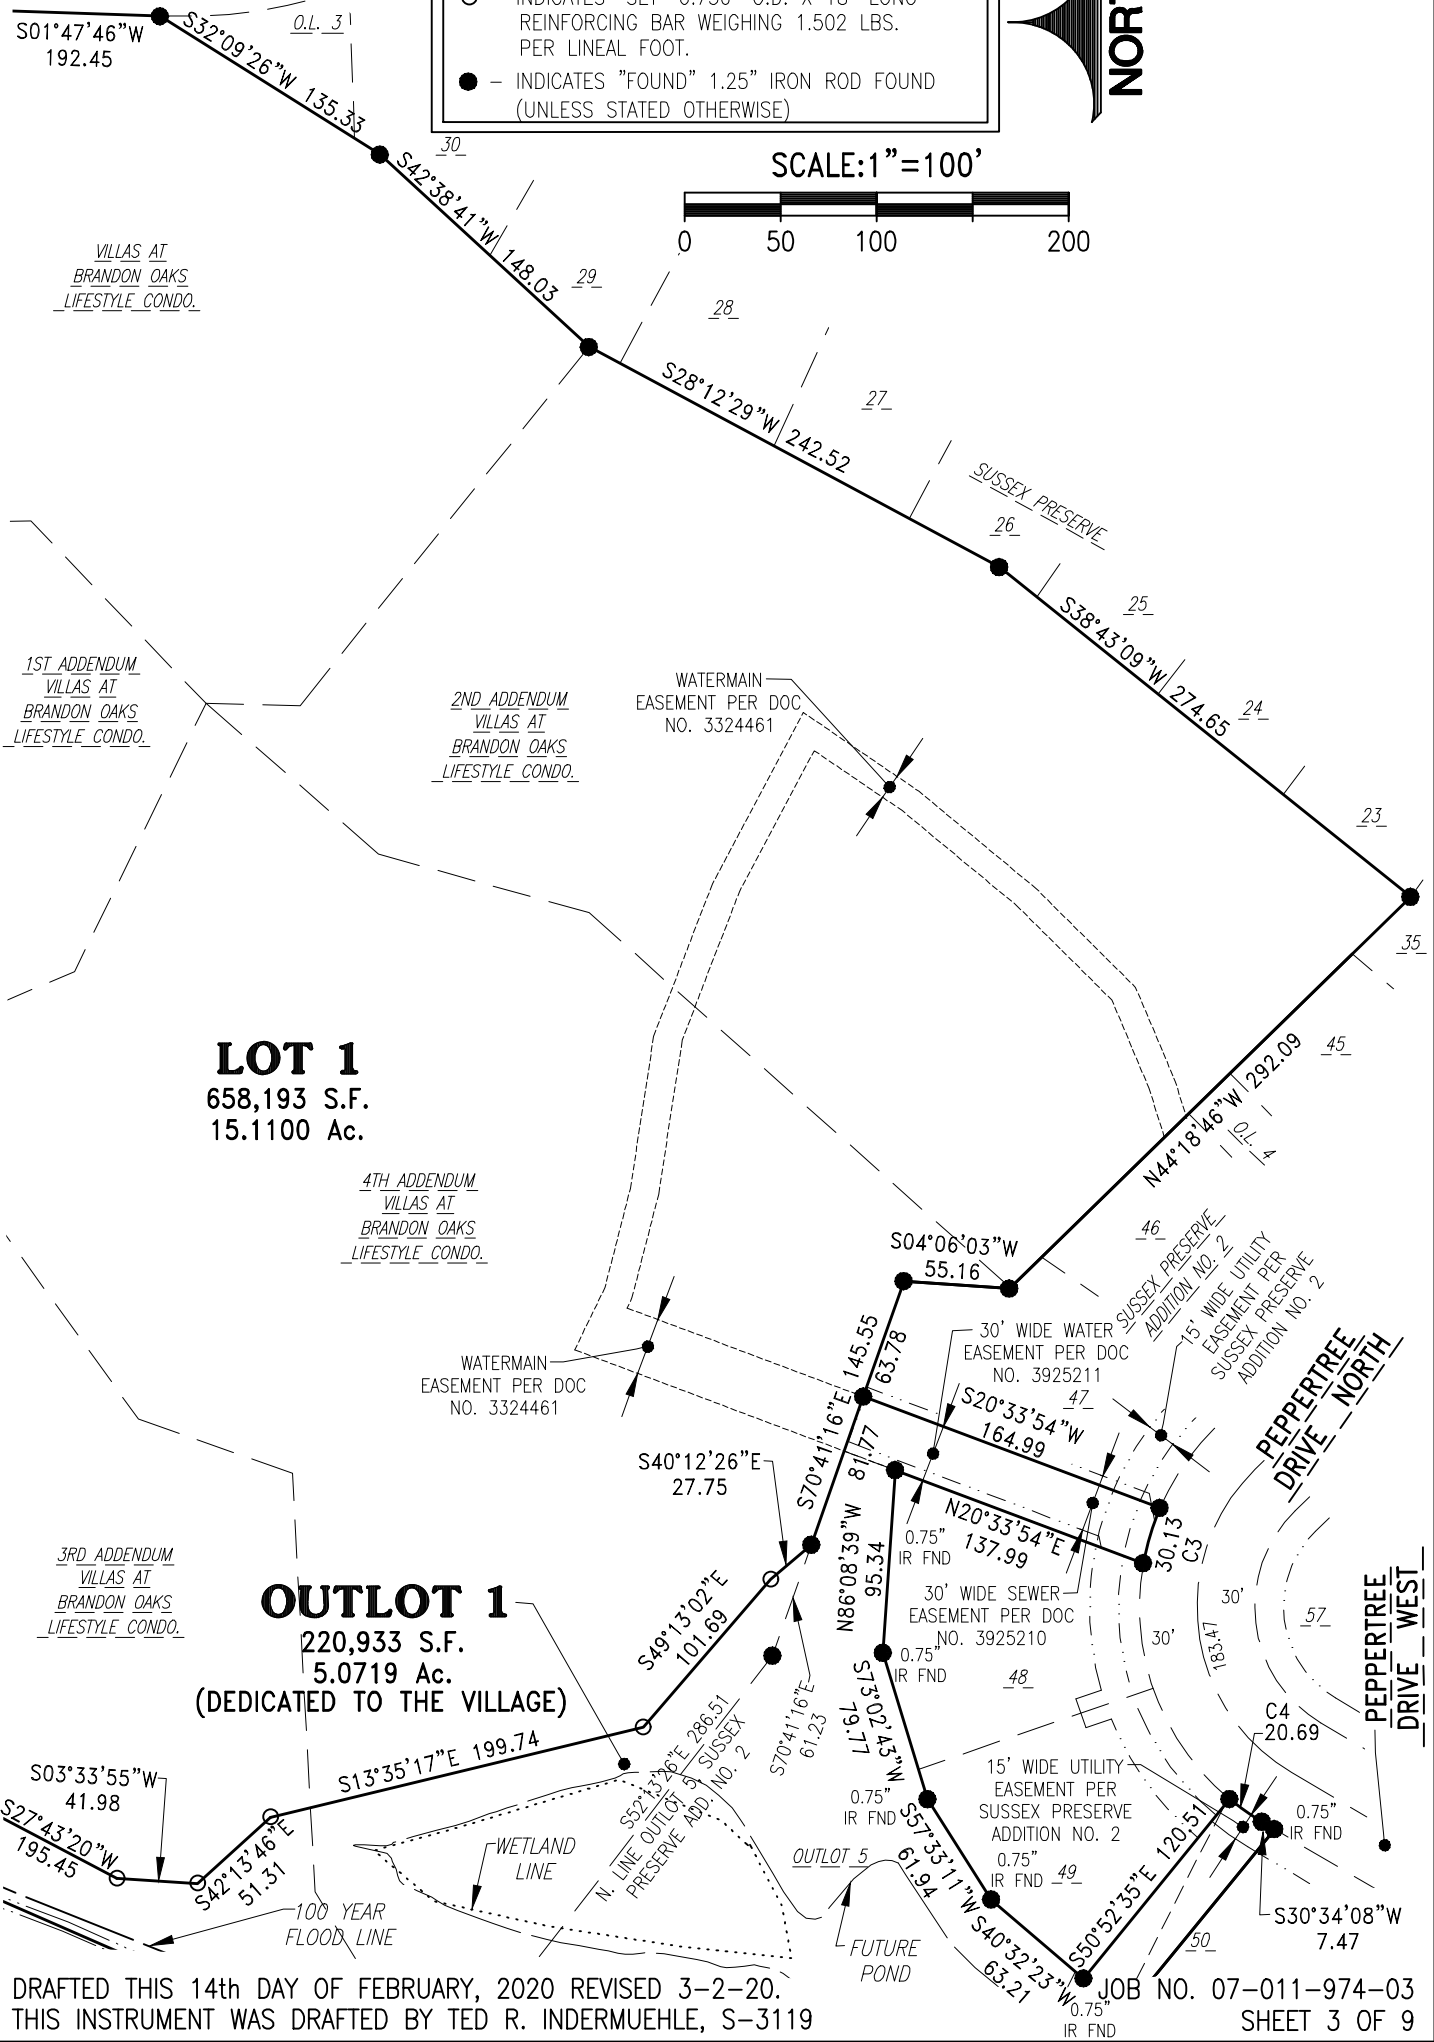 INDICATES "SET" 0.750" O.D. X 18" LONG
REINFORCING BAR WEIGHING 1.502 LBS.
PER LINEAL FOOT.
– INDICATES "FOUND" 1.25" IRON ROD FOUND
(UNLESS STATED OTHERWISE)
SCALE:1"=100'
0 50 100 200
S01°47'46"W
192.45
O.L. 3
S32°09'26"W 135.33
30
S42°38'41"W 148.03
29
VILLAS AT
BRANDON OAKS
LIFESTYLE CONDO.
28
27
S28°12'29"W 242.52
SUSSEX PRESERVE
26
25
S38°43'09"W 274.65
24
23
35
1ST ADDENDUM
VILLAS AT
BRANDON OAKS
LIFESTYLE CONDO.
2ND ADDENDUM
VILLAS AT
BRANDON OAKS
LIFESTYLE CONDO.
WATERMAIN
EASEMENT PER DOC
NO. 3324461
LOT 1
658,193 S.F.
15.1100 Ac.
45
N44°18'46"W 292.09
O.L. 4
4TH ADDENDUM
VILLAS AT
BRANDON OAKS
LIFESTYLE CONDO.
46
S04°06'03"W
55.16
SUSSEX PRESERVE
ADDITION NO. 2
15' WIDE UTILITY
EASEMENT PER
SUSSEX PRESERVE
ADDITION NO. 2
PEPPERTREE
DRIVE NORTH
WATERMAIN
EASEMENT PER DOC
NO. 3324461
S70°41'16"E 145.55
63.78
81.77
30' WIDE WATER
EASEMENT PER DOC
NO. 3925211
47
S20°33'54"W
164.99
S40°12'26"E
27.75
N20°33'54"E
137.99
30.13
C3
0.75"
IR FND
N86°08'39"W
95.34
30' WIDE SEWER
EASEMENT PER DOC
NO. 3925210
30'
30'
183.47
57
PEPPERTREE
DRIVE WEST
3RD ADDENDUM
VILLAS AT
BRANDON OAKS
LIFESTYLE CONDO.
OUTLOT 1
220,933 S.F.
5.0719 Ac.
(DEDICATED TO THE VILLAGE)
S49°13'02"E
101.69
0.75"
IR FND
48
S73°02'43"W
79.77
S70°41'16"E
61.23
S52°13'26"E 286.51
N. LINE OUTLOT 5, SUSSEX
PRESERVE ADD. NO. 2
C4
20.69
S13°35'17"E 199.74
S03°33'55"W
41.98
S27°43'20"W
195.45
S42°13'46"E
51.31
15' WIDE UTILITY
EASEMENT PER
SUSSEX PRESERVE
ADDITION NO. 2
0.75"
IR FND
S57°33'11"W
61.94
0.75"
IR FND
49
S50°52'35"E 120.51
0.75"
IR FND
WETLAND
LINE
OUTLOT 5
100 YEAR
FLOOD LINE
FUTURE
POND
S40°32'23"W
63.21
S30°34'08"W
7.47
50
0.75"
IR FND
DRAFTED THIS 14th DAY OF FEBRUARY, 2020 REVISED 3-2-20.
THIS INSTRUMENT WAS DRAFTED BY TED R. INDERMUEHLE, S-3119
JOB NO. 07-011-974-03
SHEET 3 OF 9